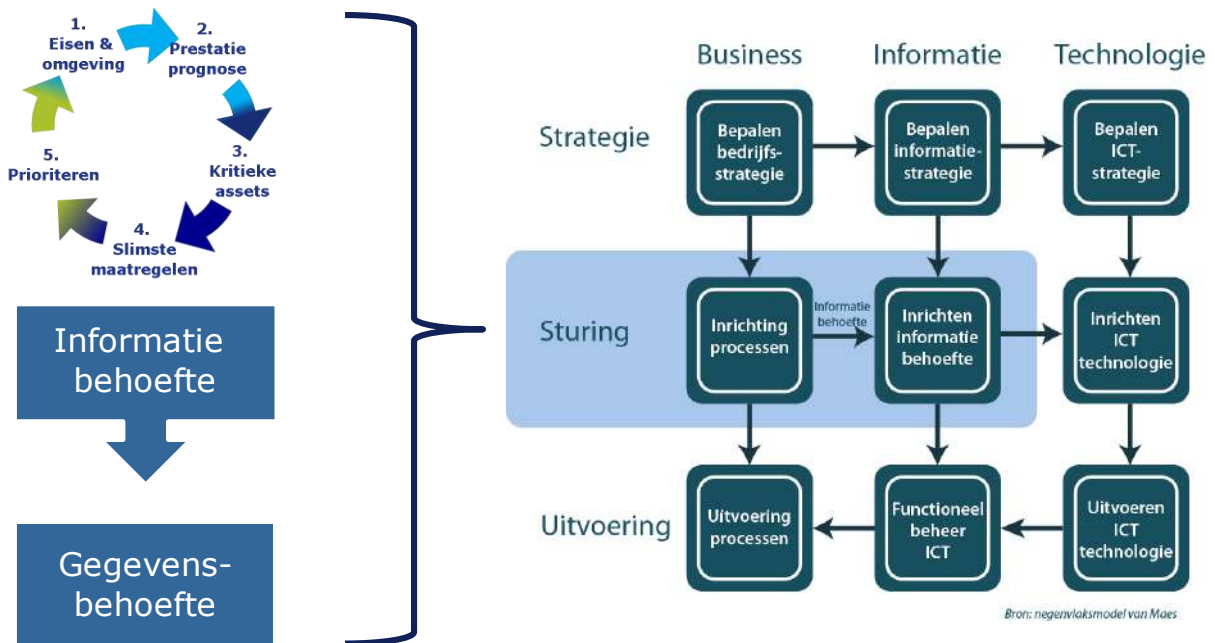 1.
Eisen &
omgeving
2.
Prestatie
prognose
3.
Kritieke
assets
4.
Slimste
maatregelen
5.
Prioriteren
Informatie
behoefte
Gegevens-
behoefte
Business
Informatie
Technologie
Strategie
Bepalen
bedrijfs-
strategie
Bepalen
informatie-
strategie
Bepalen
ICT-
strategie
Sturing
Inrichting
processen
Informatie
behoefte
Inrichten
informatie
behoefte
Inrichten
ICT
technologie
Uitvoering
Uitvoering
processen
Functioneel
beheer
ICT
Uitvoeren
ICT
technologie
Bron: negenvlaksmodel van Maes